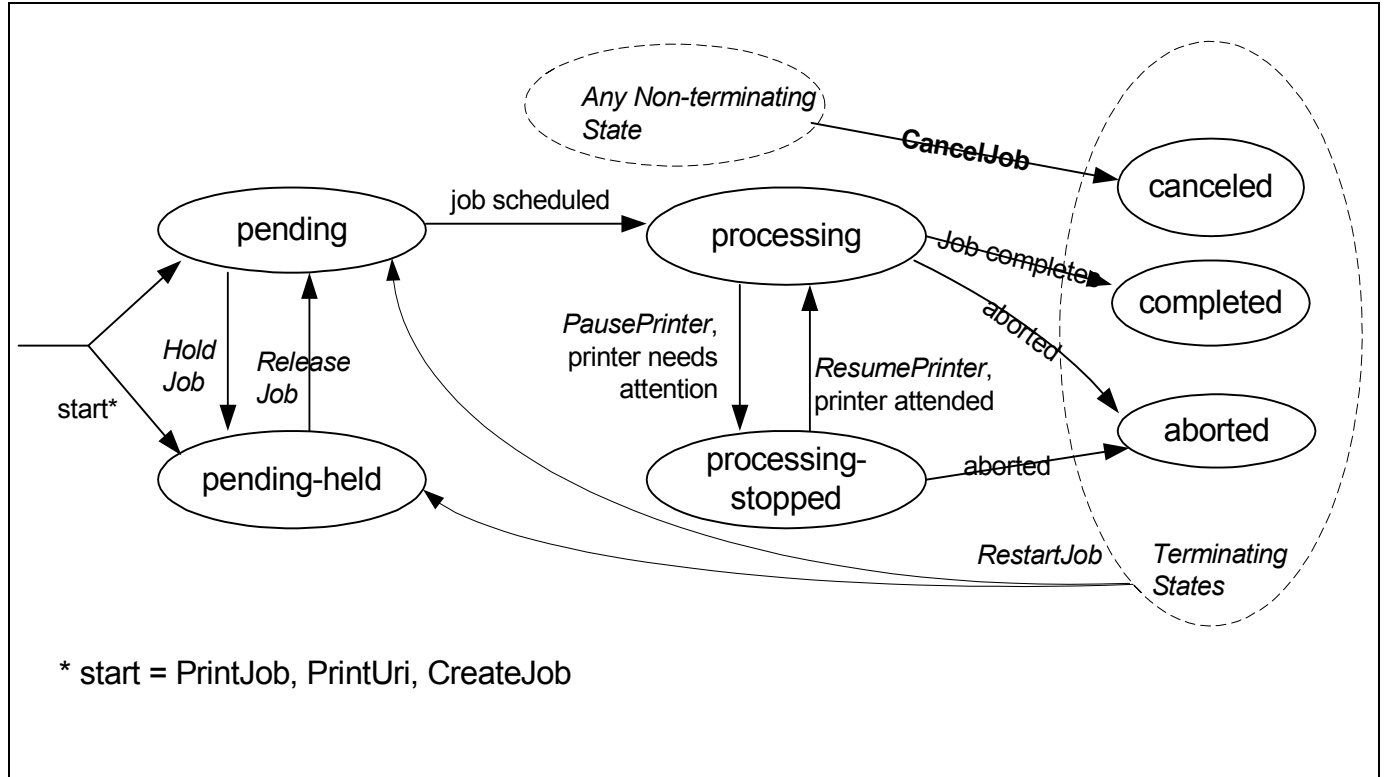 Any Non-terminating
State
CancelJob
canceled
pending
job scheduled
processing
Job completes
completed
Hold
Job
Release
Job
PausePrinter,
printer needs
attention
ResumePrinter,
printer attended
aborted
aborted
start*
pending-held
processing-
stopped
aborted
RestartJob
Terminating
States
* start = PrintJob, PrintUri, CreateJob